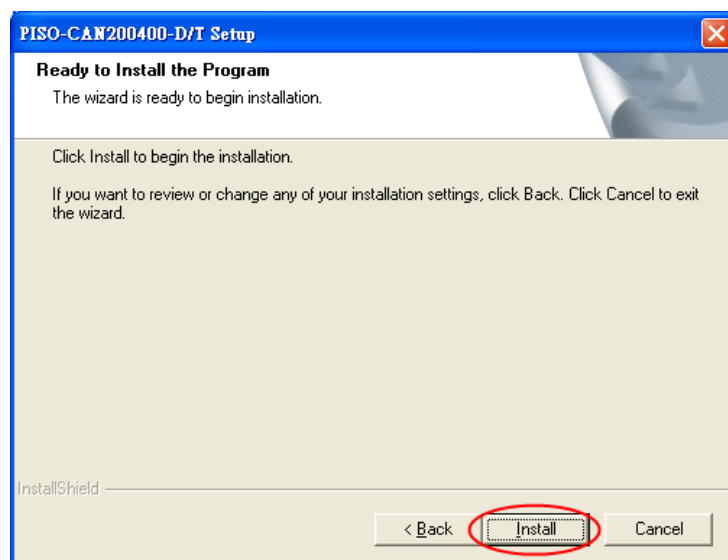 PISO-CAN200400-D/T Setup
Ready to Install the Program
The wizard is ready to begin installation.
Click Install to begin the installation.
If you want to review or change any of your installation settings, click Back. Click Cancel to exit
the wizard.
InstallShield
< Back Install Cancel